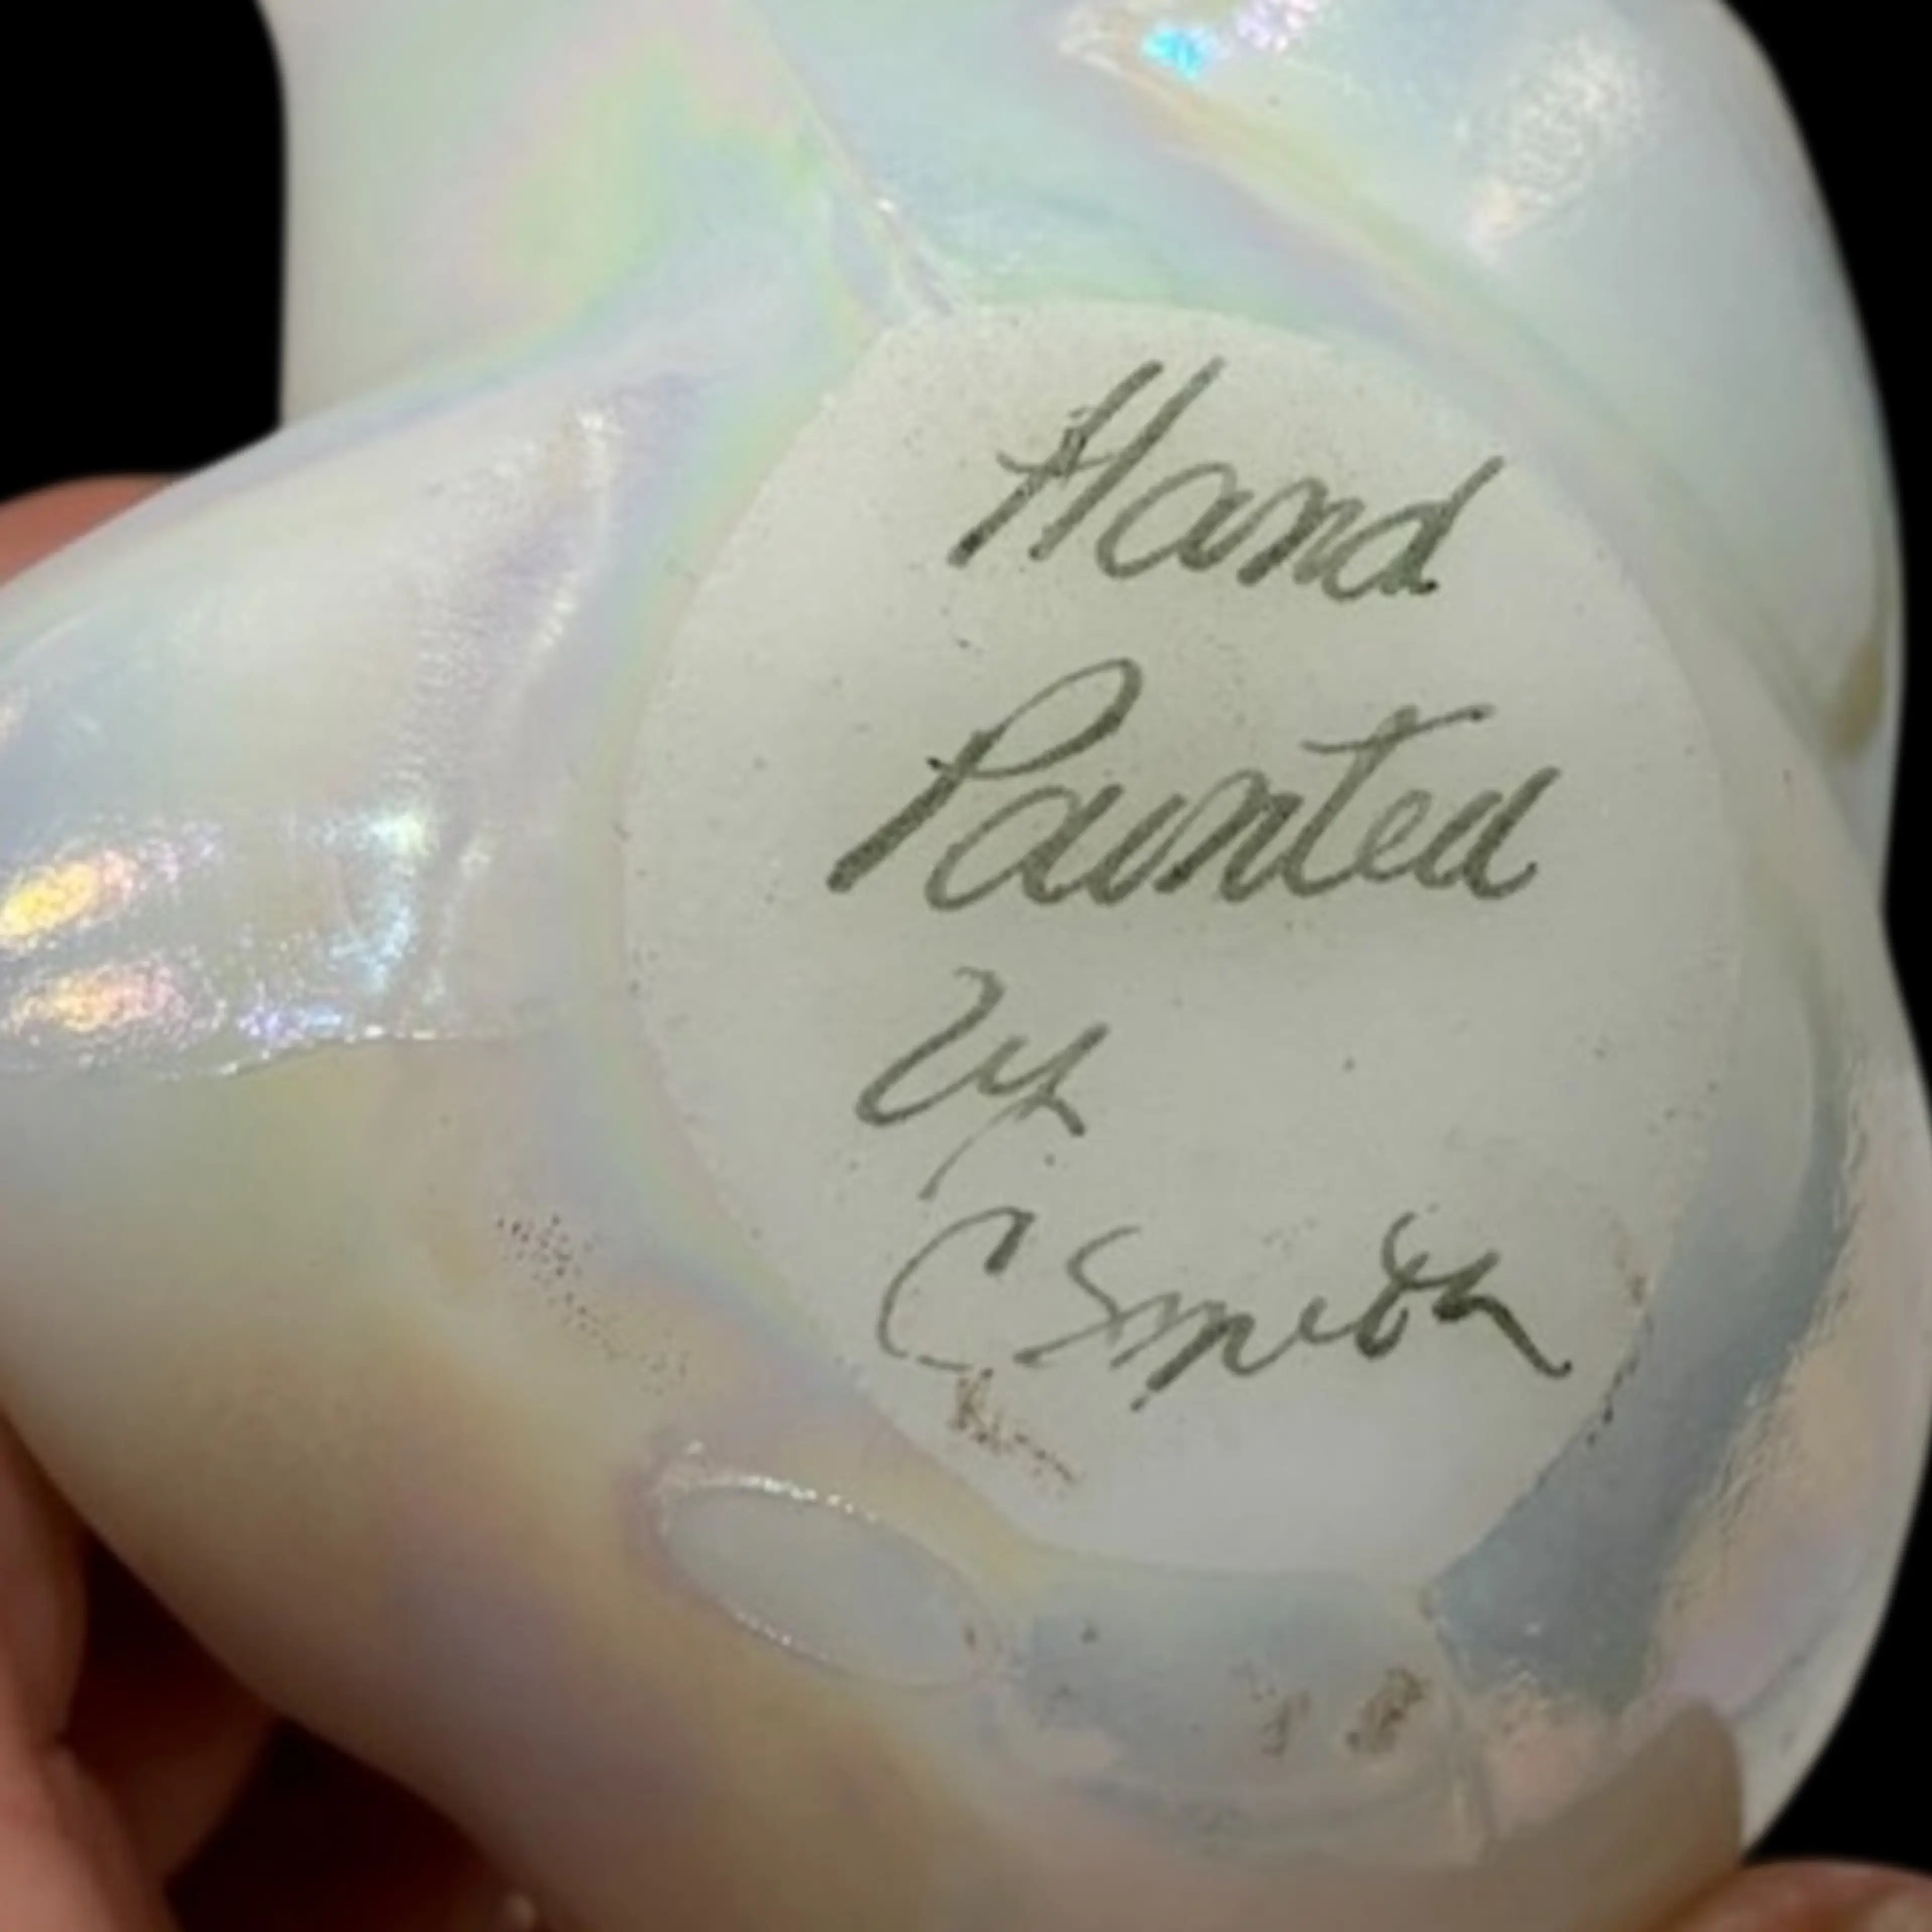 Hand
Painted
by
C Smith